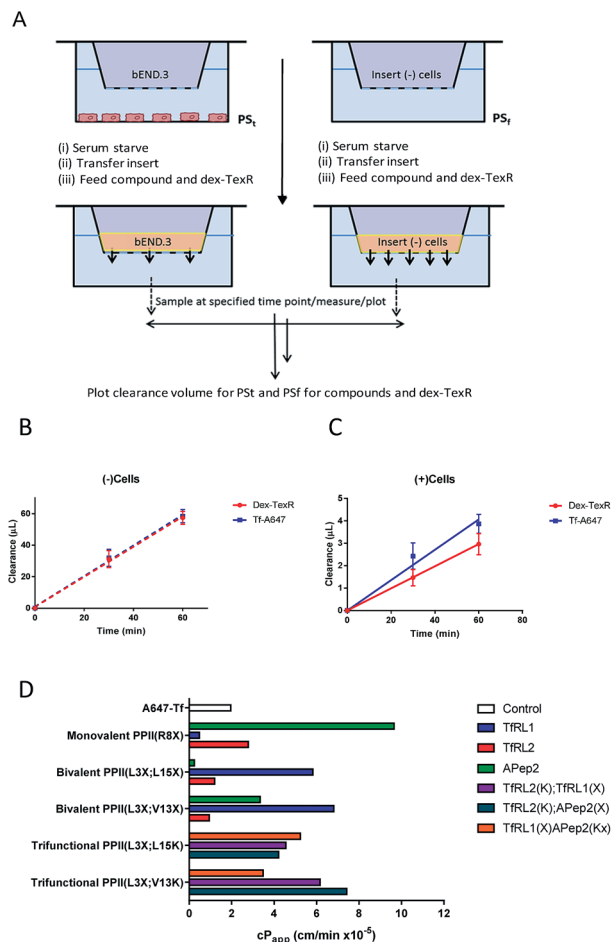 A
bEND.3
Insert (-) cells
PSt
PSf
(i) Serum starve
(ii) Transfer insert
(iii) Feed compound and dex-TexR
(i) Serum starve
(ii) Transfer insert
(iii) Feed compound and dex-TexR
bEND.3
Insert (-) cells
Sample at specified time point/measure/plot
Plot clearance volume for PSt and PSf for compounds and dex-TexR
B
(-)Cells
Clearance (µL)
60
40
20
0
0 20 40 60 80
Time (min)
Dex-TexR
Tf-A647
C
(+)Cells
Clearance (µL)
5
4
3
2
1
0
0 20 40 60 80
Time (min)
Dex-TexR
Tf-A647
D
A647-Tf
Monovalent PPII(R8X)
Bivalent PPII(L3X;L15X)
Bivalent PPII(L3X;V13X)
Trifunctional PPII(L3X;L15K)
Trifunctional PPII(L3X;V13K)
0 2 4 6 8 10 12
cPapp (cm/min x10-5)
Control
TfRL1
TfRL2
APep2
TfRL2(K);TfRL1(X)
TfRL2(K);APep2(X)
TfRL1(X)APep2(Kx)